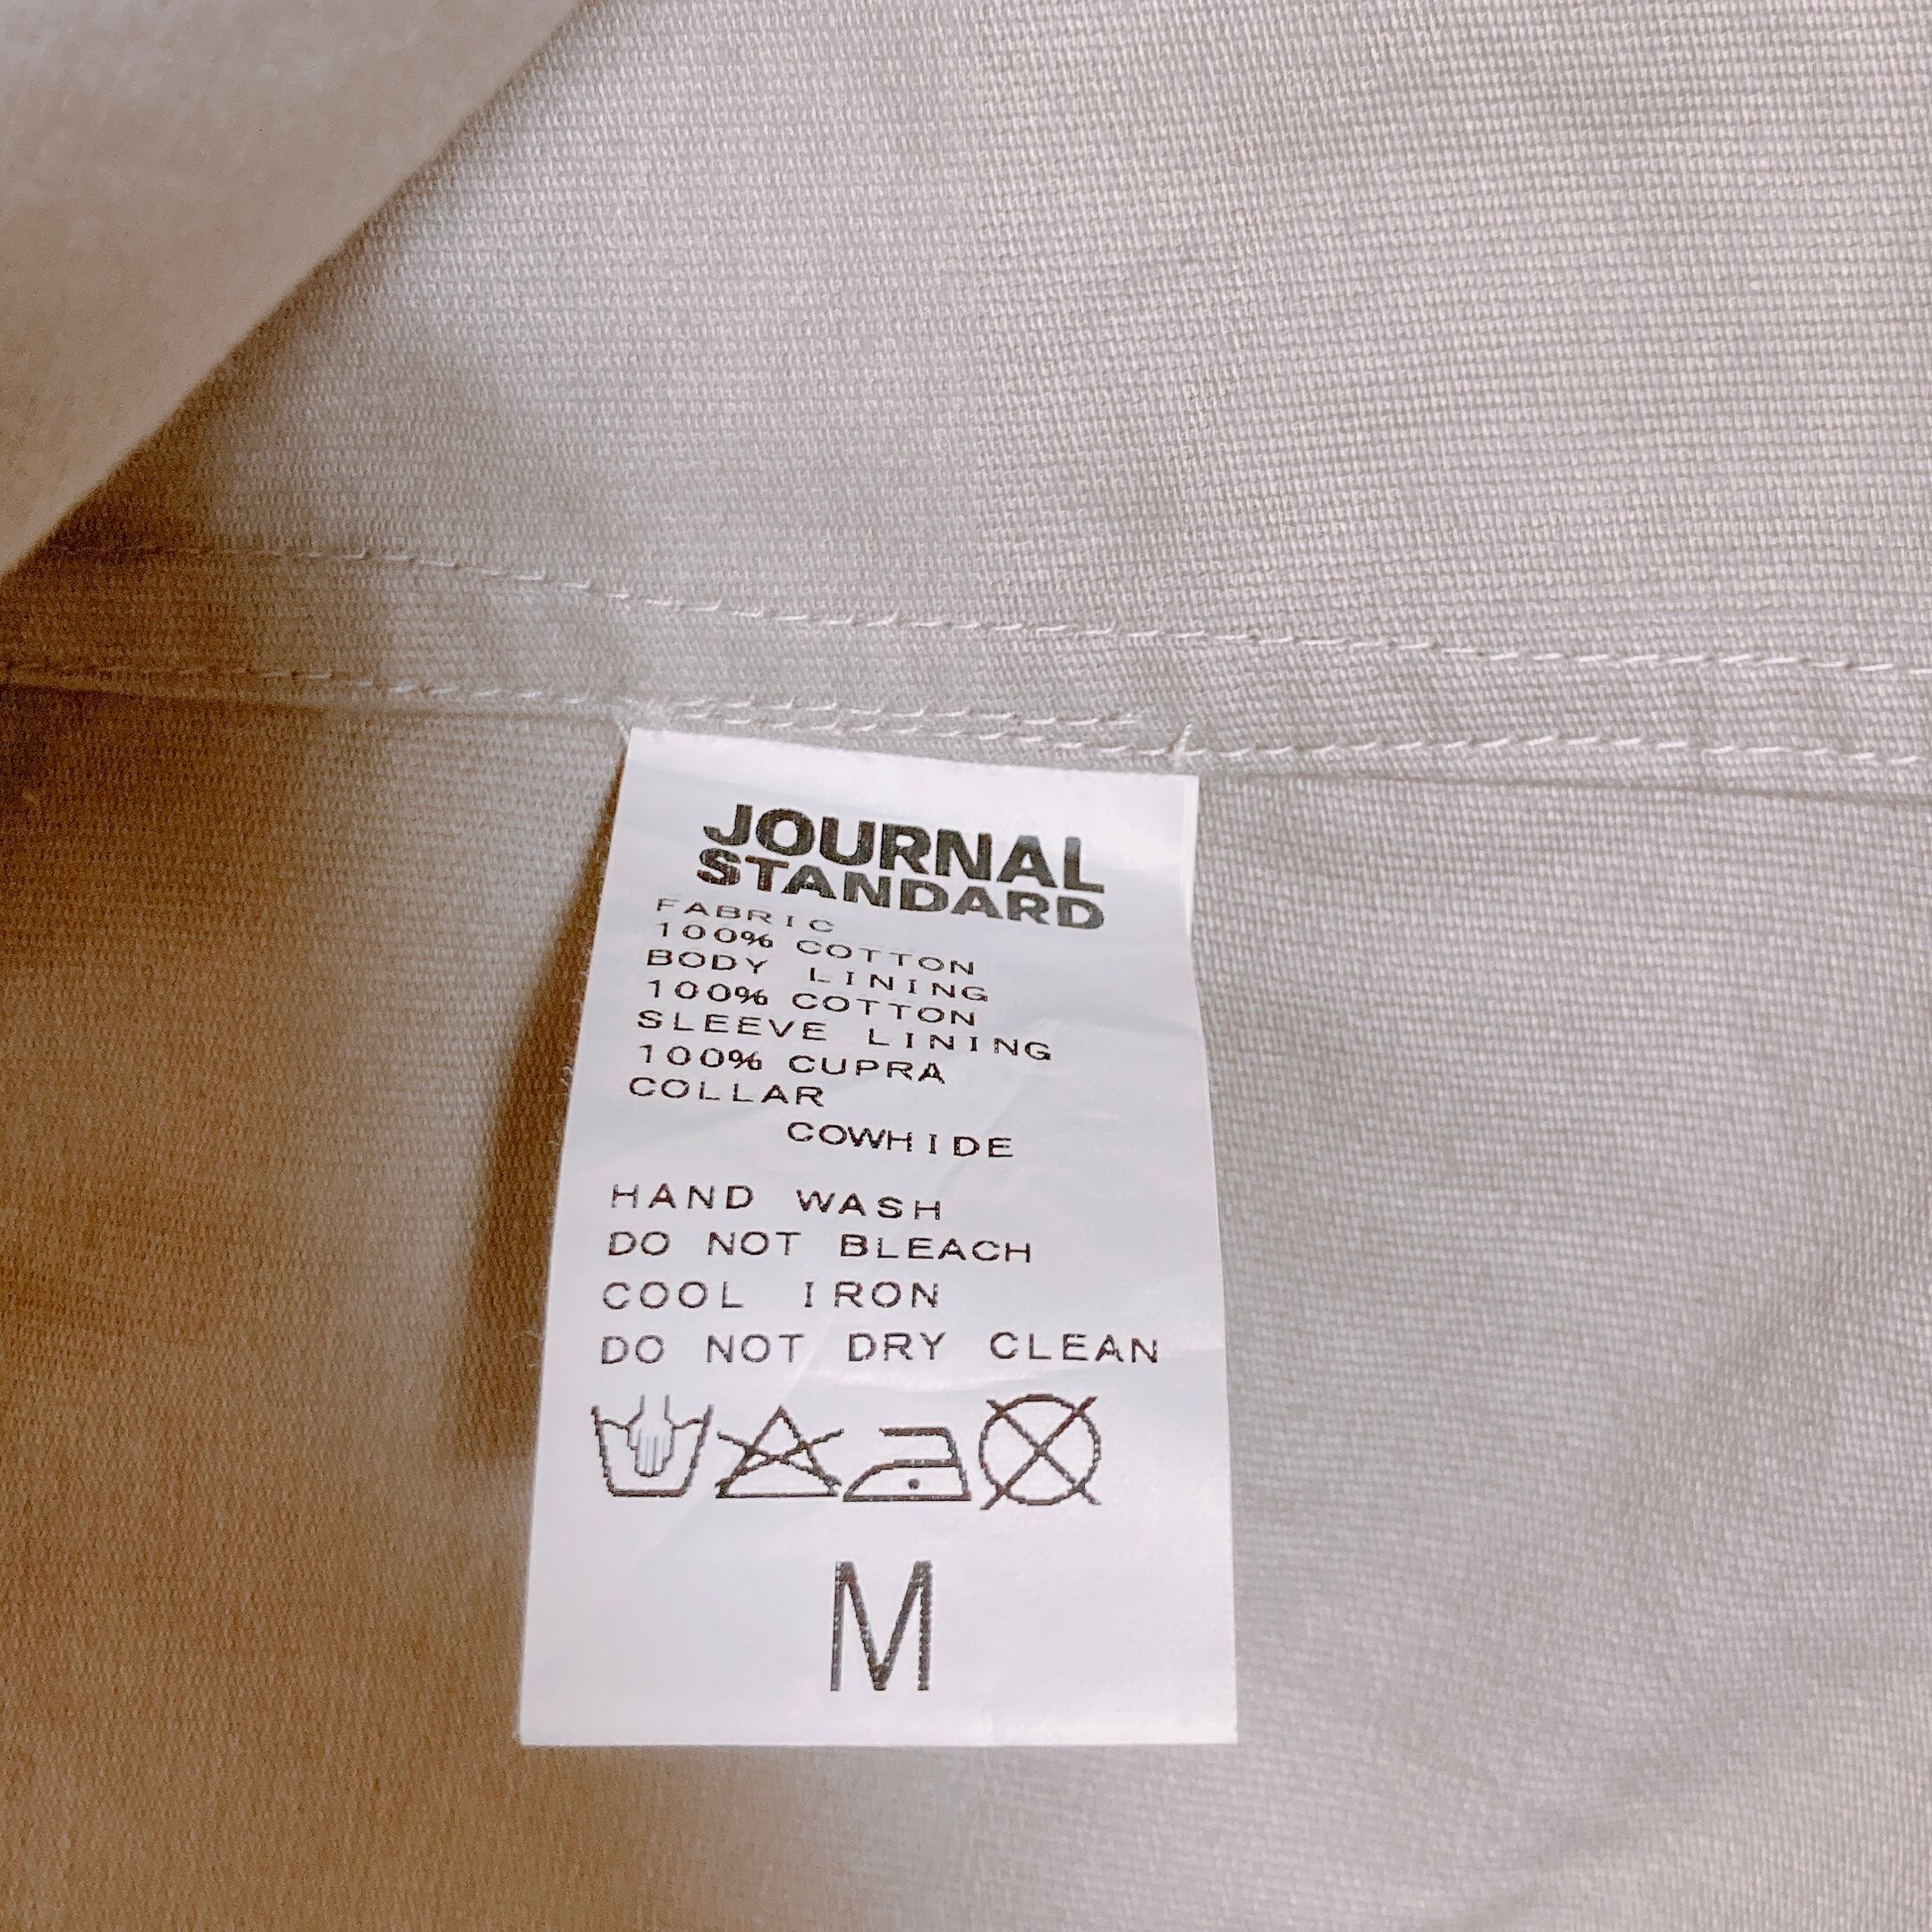 JOURNAL
STANDARD
FABRIC
100% COTTON
BODY LINING
100% COTTON
SLEEVE LINING
100% CUPRA
COLLAR
COWHIDE
HAND WASH
DO NOT BLEACH
COOL IRON
DO NOT DRY CLEAN
M